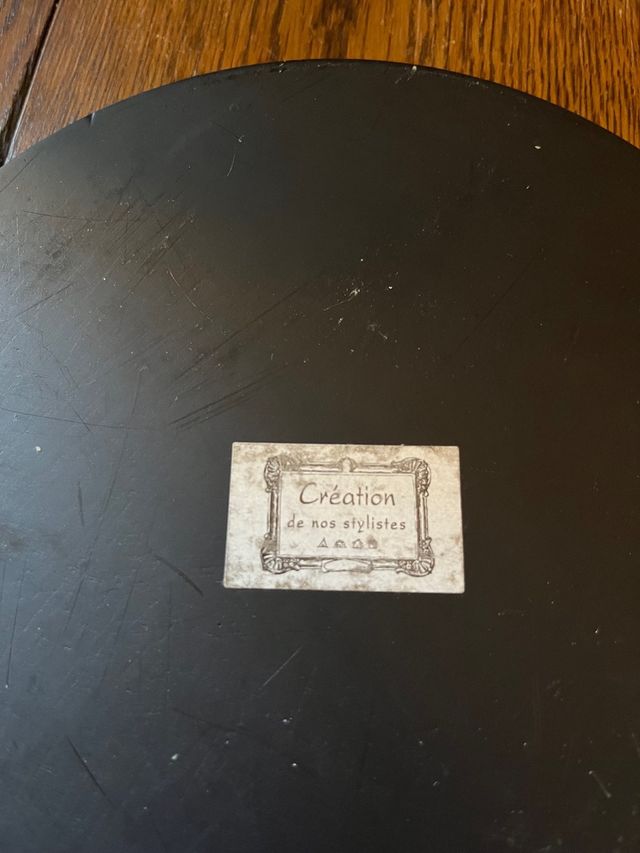 Création
de nos stylistes